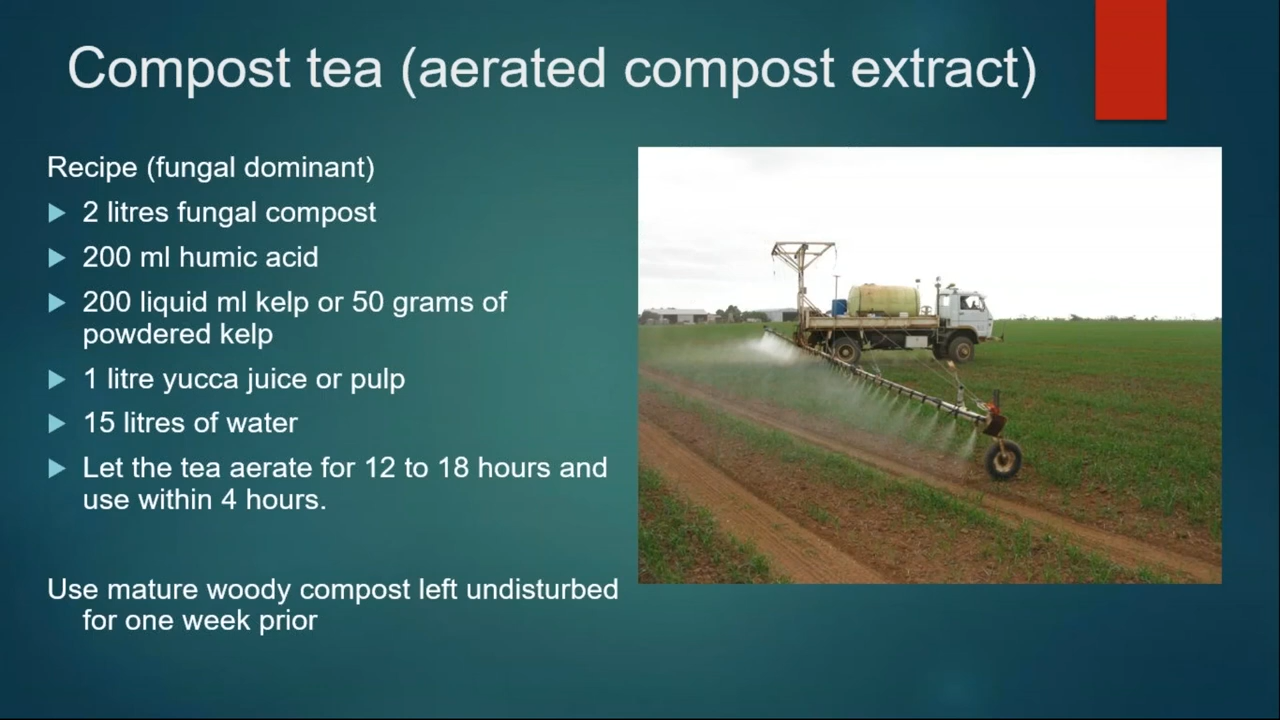 Compost tea (aerated compost extract)
Recipe (fungal dominant)
2 litres fungal compost
200 ml humic acid
200 liquid ml kelp or 50 grams of
powdered kelp
1 litre yucca juice or pulp
15 litres of water
Let the tea aerate for 12 to 18 hours and
use within 4 hours.
Use mature woody compost left undisturbed
for one week prior